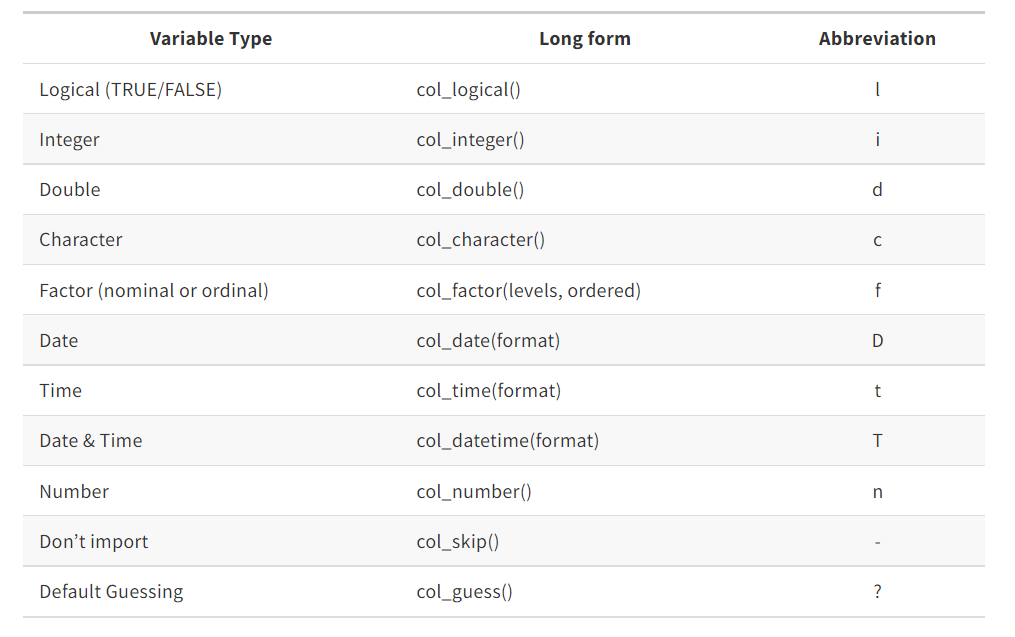 Variable Type Long form Abbreviation
Logical (TRUE/FALSE) col_logical() l
Integer col_integer() i
Double col_double() d
Character col_character() c
Factor (nominal or ordinal) col_factor(levels, ordered) f
Date col_date(format) D
Time col_time(format) t
Date & Time col_datetime(format) T
Number col_number() n
Don’t import col_skip() -
Default Guessing col_guess() ?